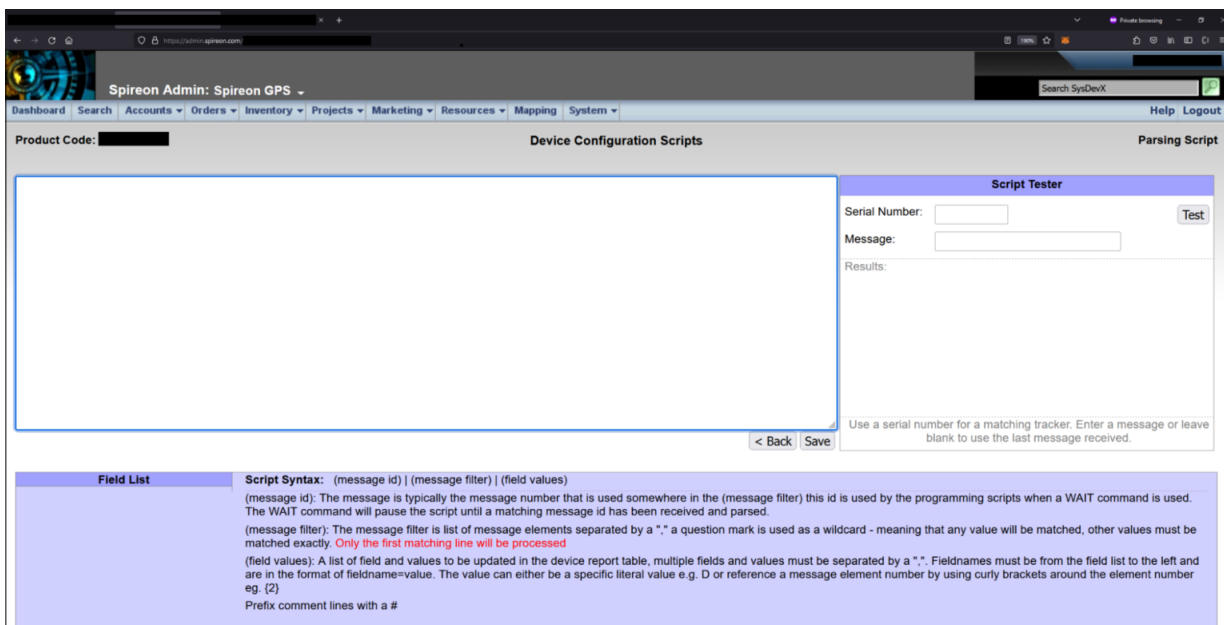 Private browsing
https://admin.spireon.com/
100%
Spireon Admin: Spireon GPS
Search SysDevX
Dashboard Search Accounts Orders Inventory Projects Marketing Resources Mapping System Help Logout
Product Code: Device Configuration Scripts Parsing Script
Script Tester
Serial Number: Test
Message:
Results:
Use a serial number for a matching tracker. Enter a message or leave
blank to use the last message received.
< Back Save
Field List Script Syntax: (message id) | (message filter) | (field values)
(message id): The message is typically the message number that is used somewhere in the (message filter) this id is used by the programming scripts when a WAIT command is used.
The WAIT command will pause the script until a matching message id has been received and parsed.
(message filter): The message filter is list of message elements separated by a "," a question mark is used as a wildcard - meaning that any value will be matched, other values must be
matched exactly. Only the first matching line will be processed
(field values): A list of field and values to be updated in the device report table, multiple fields and values must be separated by a ",". Fieldnames must be from the field list to the left and
are in the format of fieldname=value. The value can either be a specific literal value e.g. D or reference a message element number by using curly brackets around the element number
eg. {2}
Prefix comment lines with a #